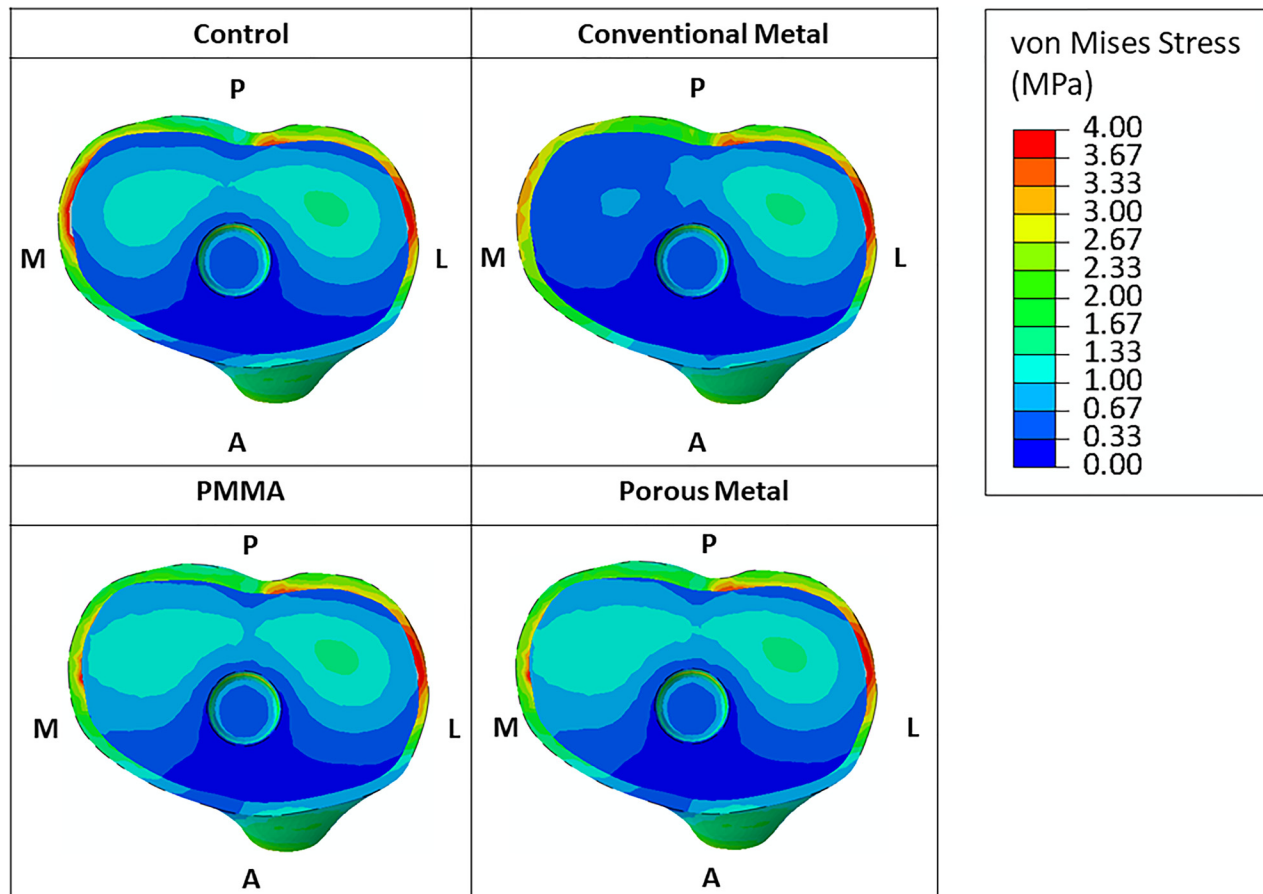 Control
Conventional Metal
P
M
L
A
P
M
L
A
PMMA
Porous Metal
P
M
L
A
P
M
L
A
von Mises Stress
(MPa)
4.00
3.67
3.33
3.00
2.67
2.33
2.00
1.67
1.33
1.00
0.67
0.33
0.00